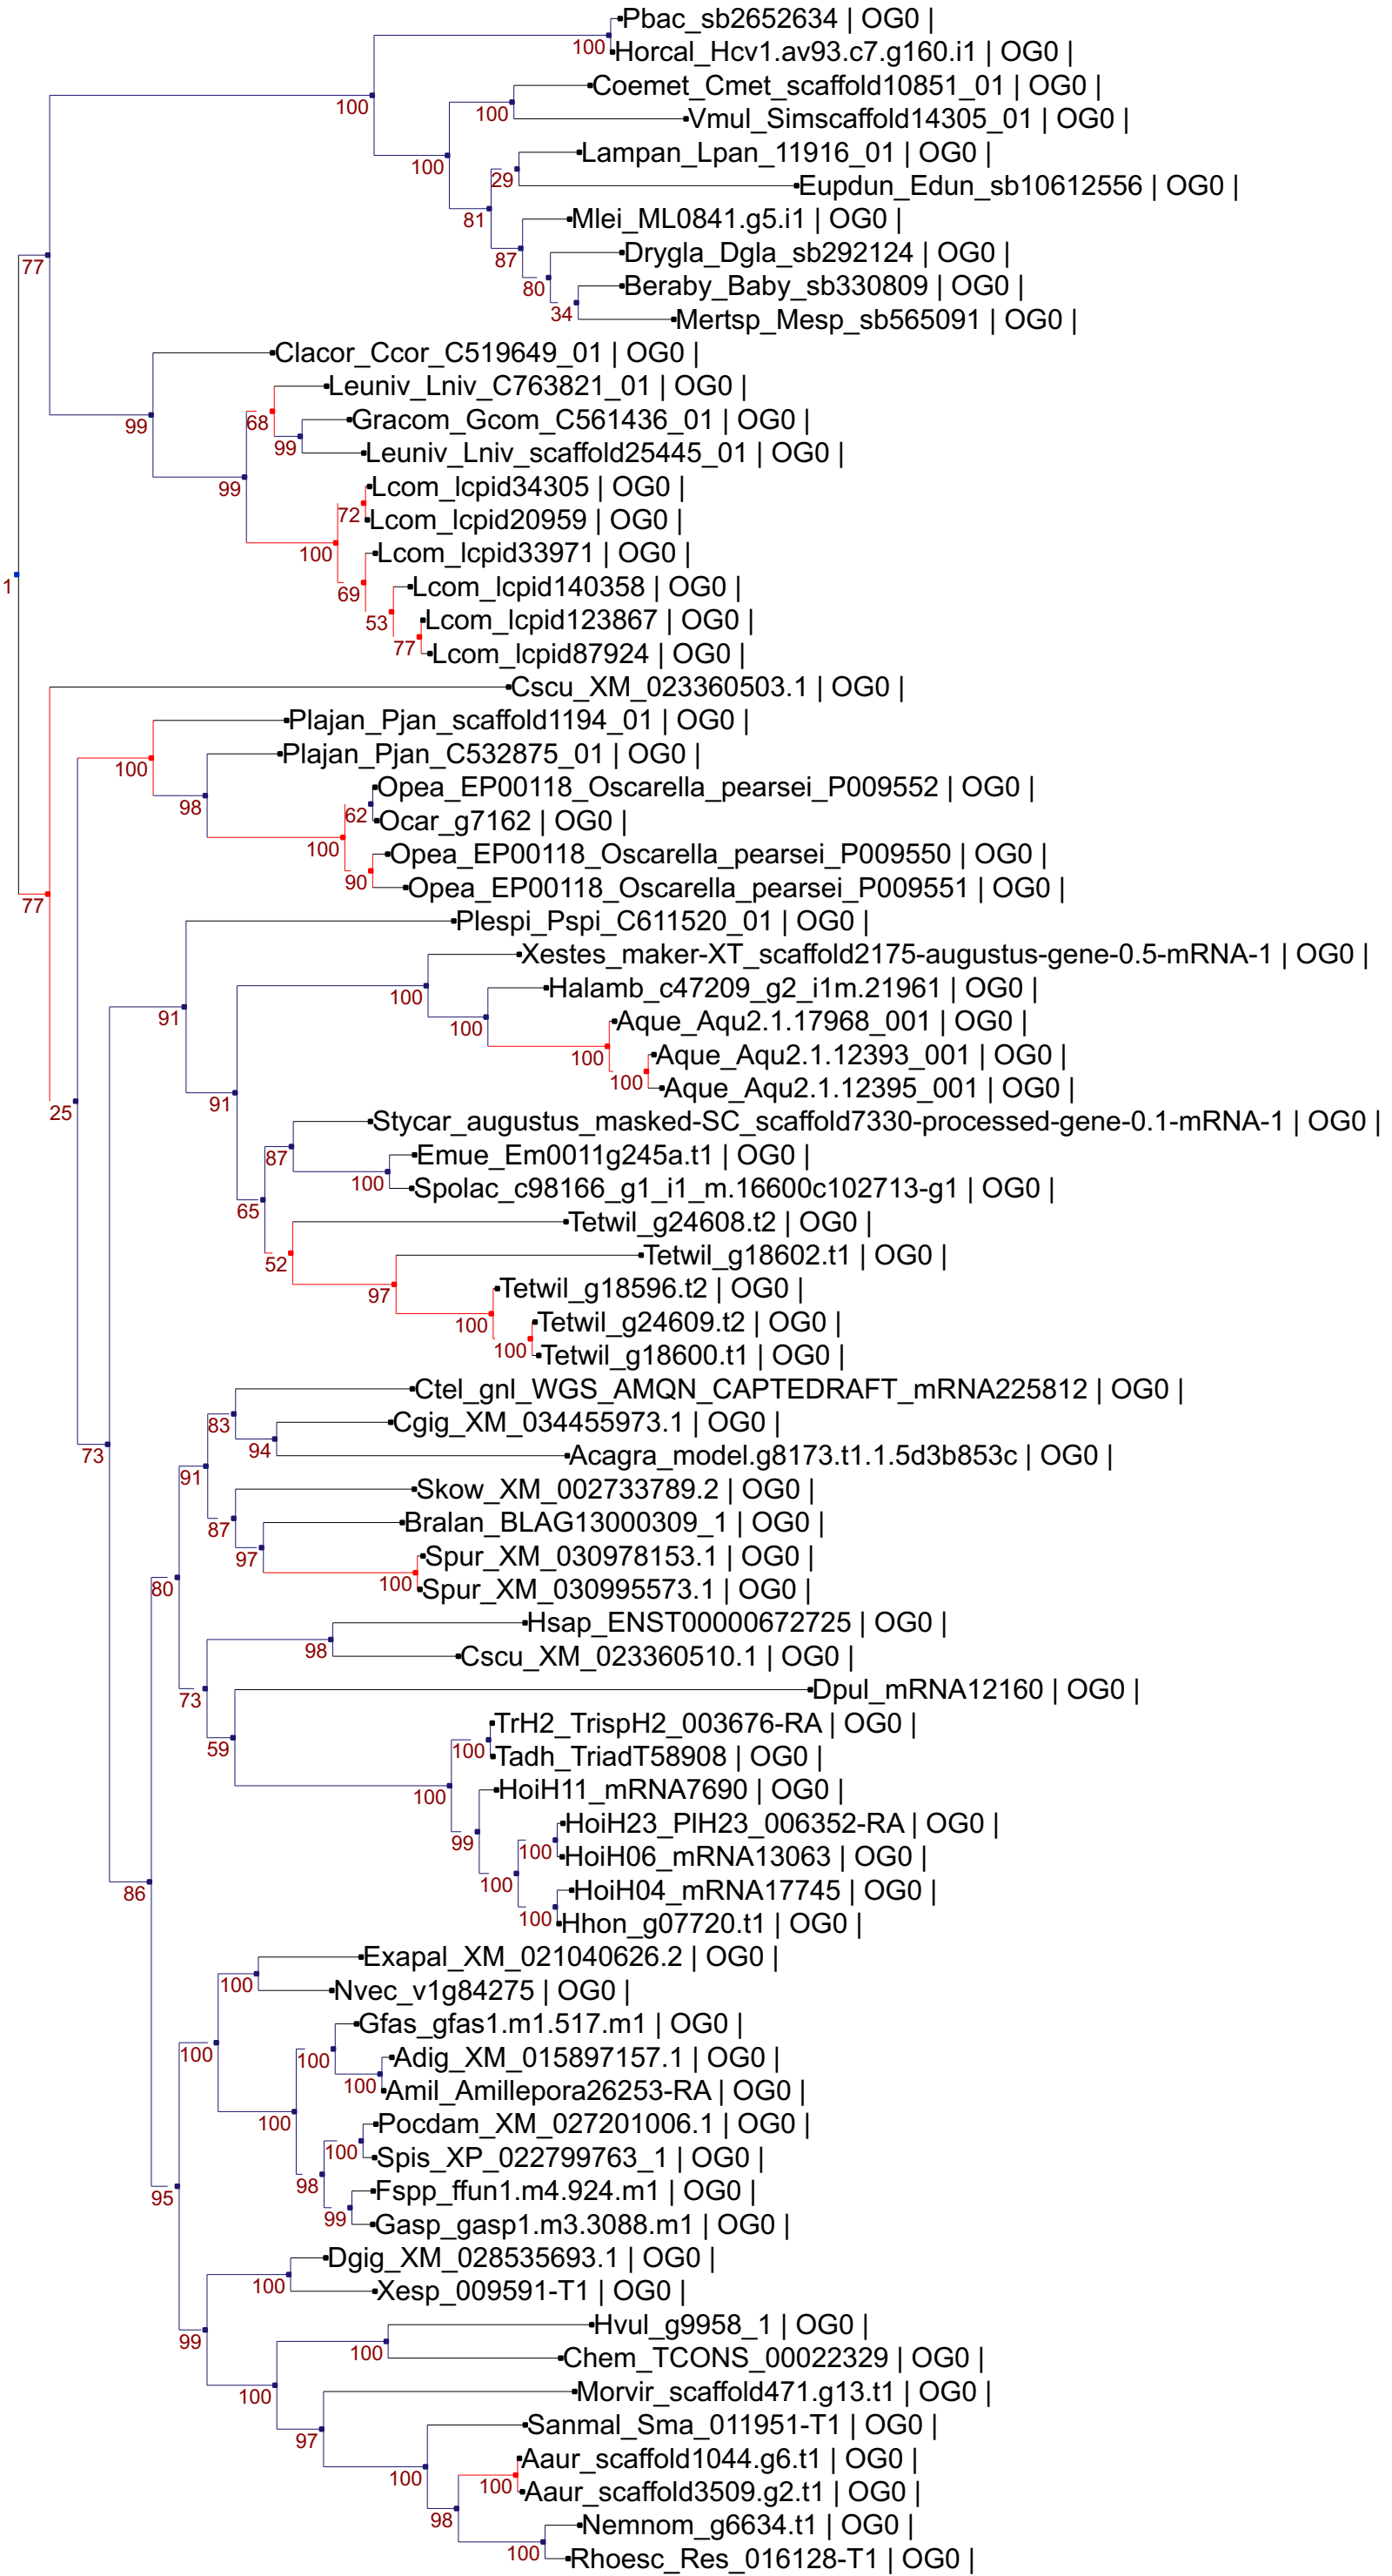 Pbac_sb2652634 | OG0 |
100
Horcal_Hcv1.av93.c7.g160.i1 | OG0 |
Coemet_Cmet_scaffold10851_01 | OG0 |
100
100
Vmul_Simscaffold14305_01 | OG0 |
Lampan_Lpan_11916_01 | OG0 |
100
29
Eupdun_Edun_sb10612556 | OG0 |
81
Mlei_ML0841.g5.i1 | OG0 |
Drygla_Dgla_sb292124 | OG0 |
87
77
Beraby_Baby_sb330809 | OG0 |
80
34
Mertsp_Mesp_sb565091 | OG0 |
Clacor_Ccor_C519649_01 | OG0 |
Leuniv_Lniv_C763821_01 | OG0 |
Gracom_Gcom_C561436_01 | OG0 |
68
99
99
Leuniv_Lniv_scaffold25445_01 | OG0 |
Lcom_lcpid34305 | OG0 |
99
72
Lcom_lcpid20959 | OG0 |
100
Lcom_lcpid33971 | OG0 |
Lcom_lcpid140358 | OG0 |
1
69
Lcom_lcpid123867 | OG0 |
53
77
Lcom_lcpid87924 | OG0 |
Cscu_XM_023360503.1 | OG0 |
Plajan_Pjan_scaffold1194_01 | OG0 |
Plajan_Pjan_C532875_01 | OG0 |
100
Opea_EP00118_Oscarella_pearsei_P009552 | OG0 |
98
62
Ocar_g7162 | OG0 |
100
Opea_EP00118_Oscarella_pearsei_P009550 | OG0 |
90
Opea_EP00118_Oscarella_pearsei_P009551 | OG0 |
77
Plespi_Pspi_C611520_01 | OG0 |
Xestes_maker-XT_scaffold2175-augustus-gene-0.5-mRNA-1 | OG0 |
Halamb_c47209_g2_i1m.21961 | OG0 |
100
91
Aque_Aqu2.1.17968_001 | OG0 |
100
Aque_Aqu2.1.12393_001 | OG0 |
100
100
Aque_Aqu2.1.12395_001 | OG0 |
91
25
Stycar_augustus_masked-SC_scaffold7330-processed-gene-0.1-mRNA-1 | OG0 |
Emue_Em0011g245a.t1 | OG0 |
87
100
Spolac_c98166_g1_i1_m.16600c102713-g1 | OG0 |
65
Tetwil_g24608.t2 | OG0 |
Tetwil_g18602.t1 | OG0 |
52
Tetwil_g18596.t2 | OG0 |
97
Tetwil_g24609.t2 | OG0 |
100
100
Tetwil_g18600.t1 | OG0 |
Ctel_gnl_WGS_AMQN_CAPTEDRAFT_mRNA225812 | OG0 |
Cgig_XM_034455973.1 | OG0 |
83
94
73
Acagra_model.g8173.t1.1.5d3b853c | OG0 |
91
Skow_XM_002733789.2 | OG0 |
Bralan_BLAG13000309_1 | OG0 |
87
Spur_XM_030978153.1 | OG0 |
97
100
80
Spur_XM_030995573.1 | OG0 |
Hsap_ENST00000672725 | OG0 |
98
Cscu_XM_023360510.1 | OG0 |
Dpul_mRNA12160 | OG0 |
73
TrH2_TrispH2_003676-RA | OG0 |
59
100
Tadh_TriadT58908 | OG0 |
HoiH11_mRNA7690 | OG0 |
100
HoiH23_PlH23_006352-RA | OG0 |
99
100
HoiH06_mRNA13063 | OG0 |
100
86
HoiH04_mRNA17745 | OG0 |
100
Hhon_g07720.t1 | OG0 |
Exapal_XM_021040626.2 | OG0 |
100
Nvec_v1g84275 | OG0 |
Gfas_gfas1.m1.517.m1 | OG0 |
100
100
Adig_XM_015897157.1 | OG0 |
100
Amil_Amillepora26253-RA | OG0 |
100
Pocdam_XM_027201006.1 | OG0 |
100
Spis_XP_022799763_1 | OG0 |
98
95
Fspp_ffun1.m4.924.m1 | OG0 |
99
Gasp_gasp1.m3.3088.m1 | OG0 |
Dgig_XM_028535693.1 | OG0 |
100
Xesp_009591-T1 | OG0 |
Hvul_g9958_1 | OG0 |
99
100
Chem_TCONS_00022329 | OG0 |
100
Morvir_scaffold471.g13.t1 | OG0 |
Sanmal_Sma_011951-T1 | OG0 |
97
Aaur_scaffold1044.g6.t1 | OG0 |
100
100
Aaur_scaffold3509.g2.t1 | OG0 |
98
Nemnom_g6634.t1 | OG0 |
100
Rhoesc_Res_016128-T1 | OG0 |